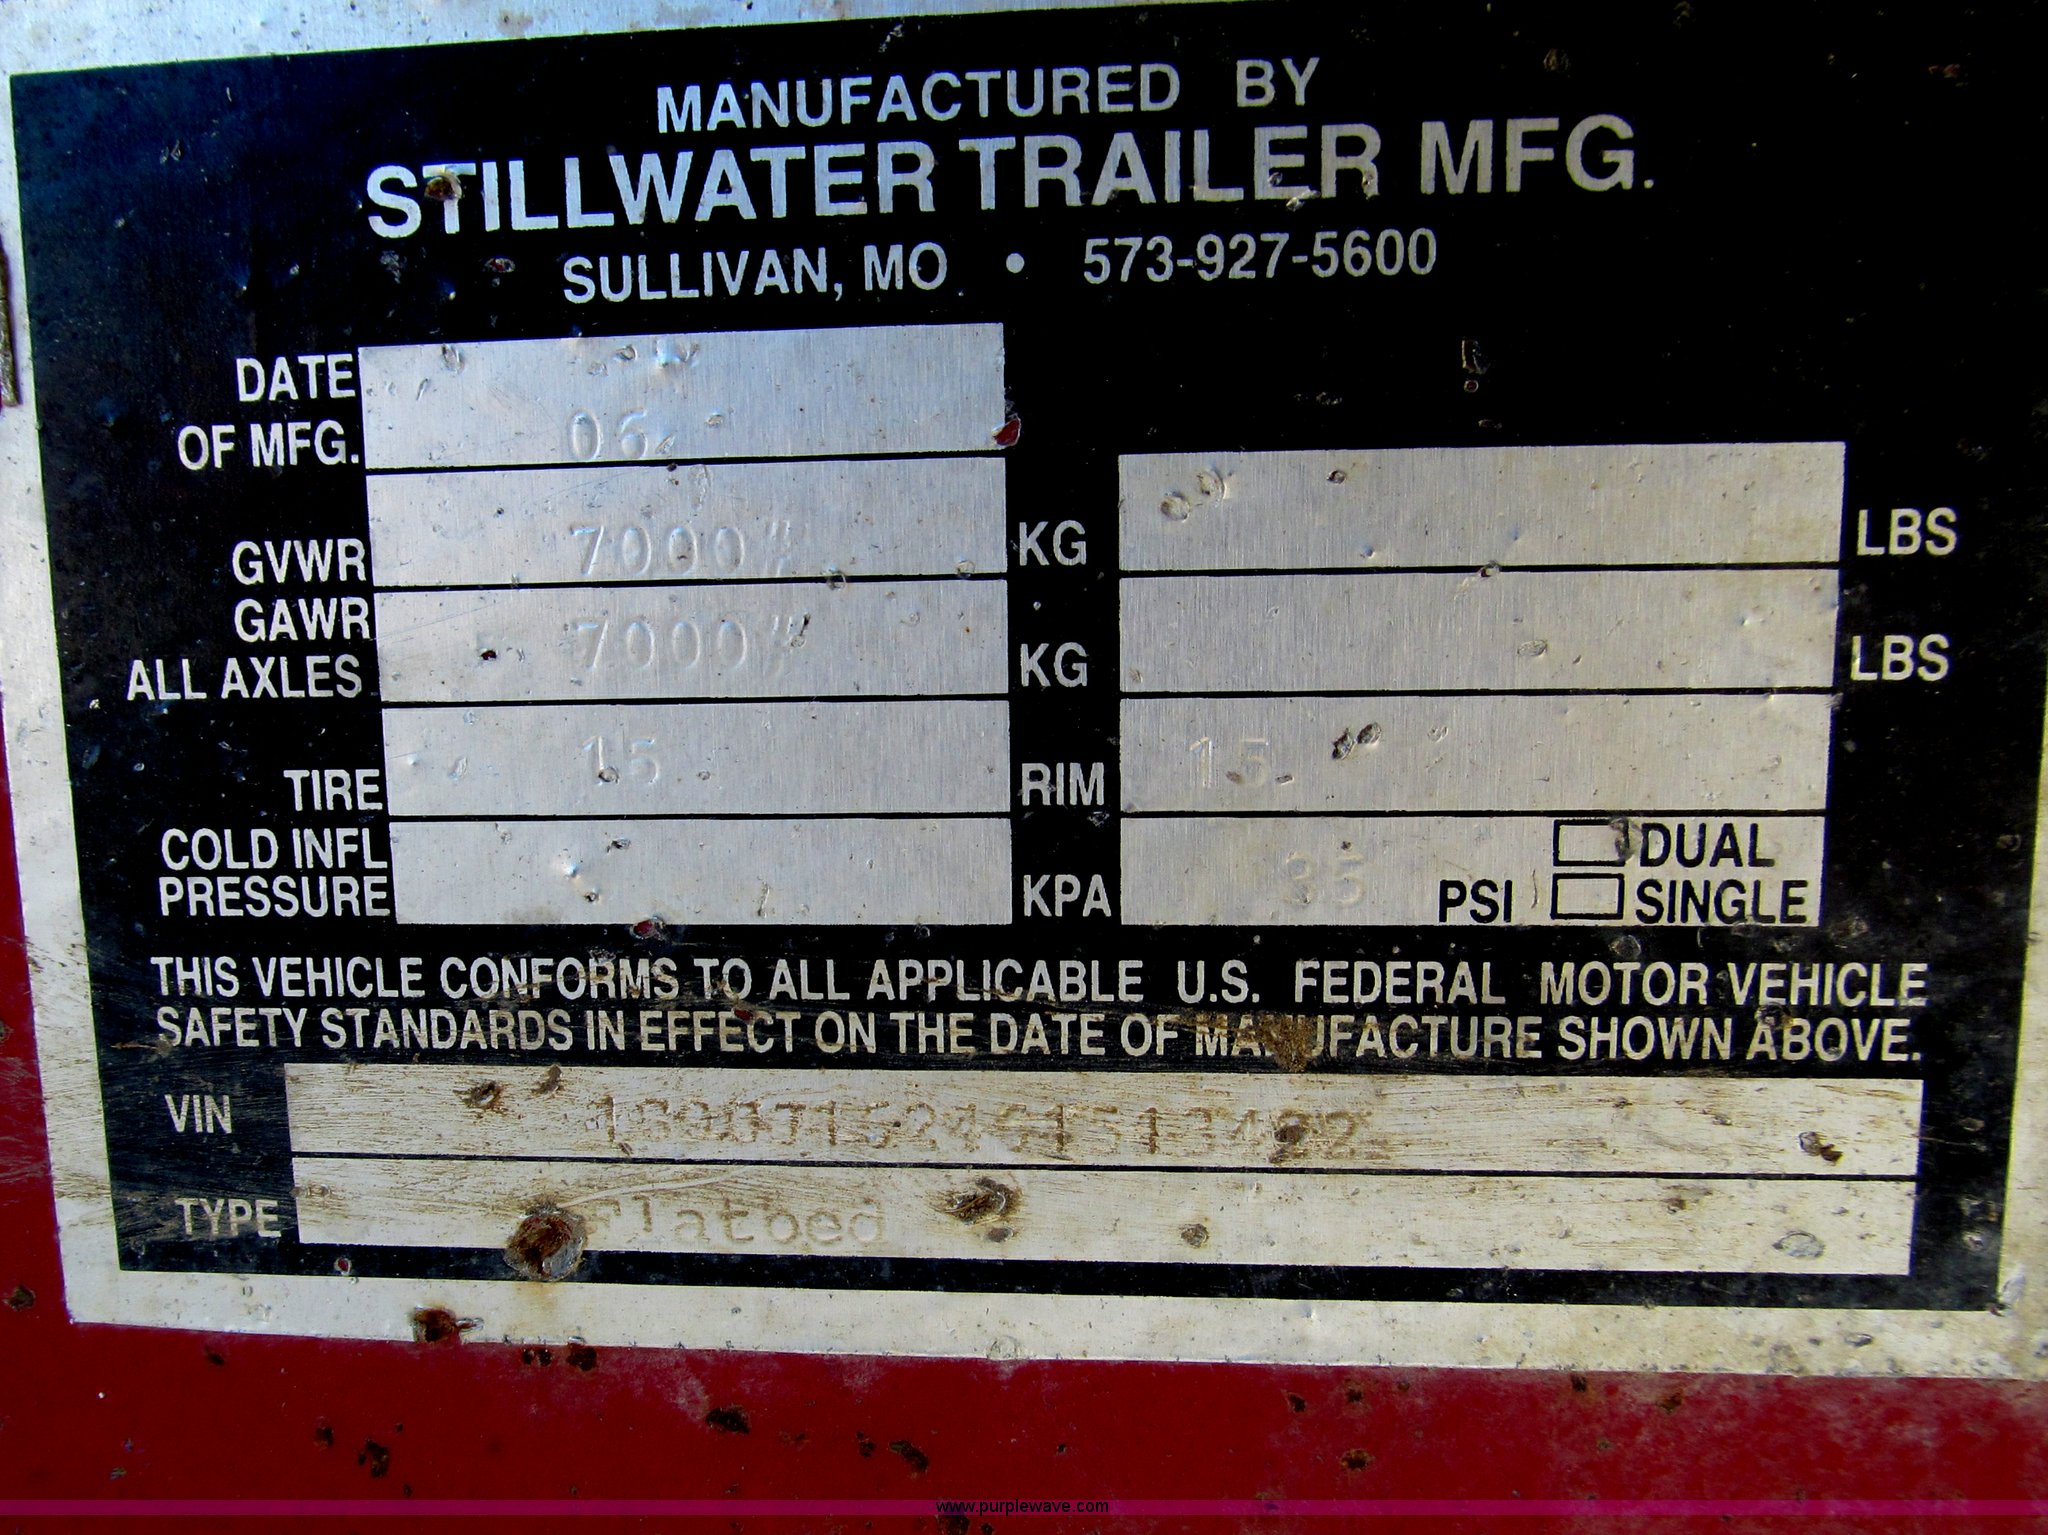 MANUFACTURED BY
STILLWATER TRAILER MFG.
SULLIVAN, MO • 573-927-5600
DATE
OF MFG. 06
GVWR 7000# KG LBS
GAWR
ALL AXLES 7000# KG LBS
TIRE 15 RIM 15
COLD INFL
PRESSURE KPA 35 PSI DUAL
SINGLE
THIS VEHICLE CONFORMS TO ALL APPLICABLE U.S. FEDERAL MOTOR VEHICLE
SAFETY STANDARDS IN EFFECT ON THE DATE OF MANUFACTURE SHOWN ABOVE.
VIN
TYPE Flatbed
www.purplewave.com